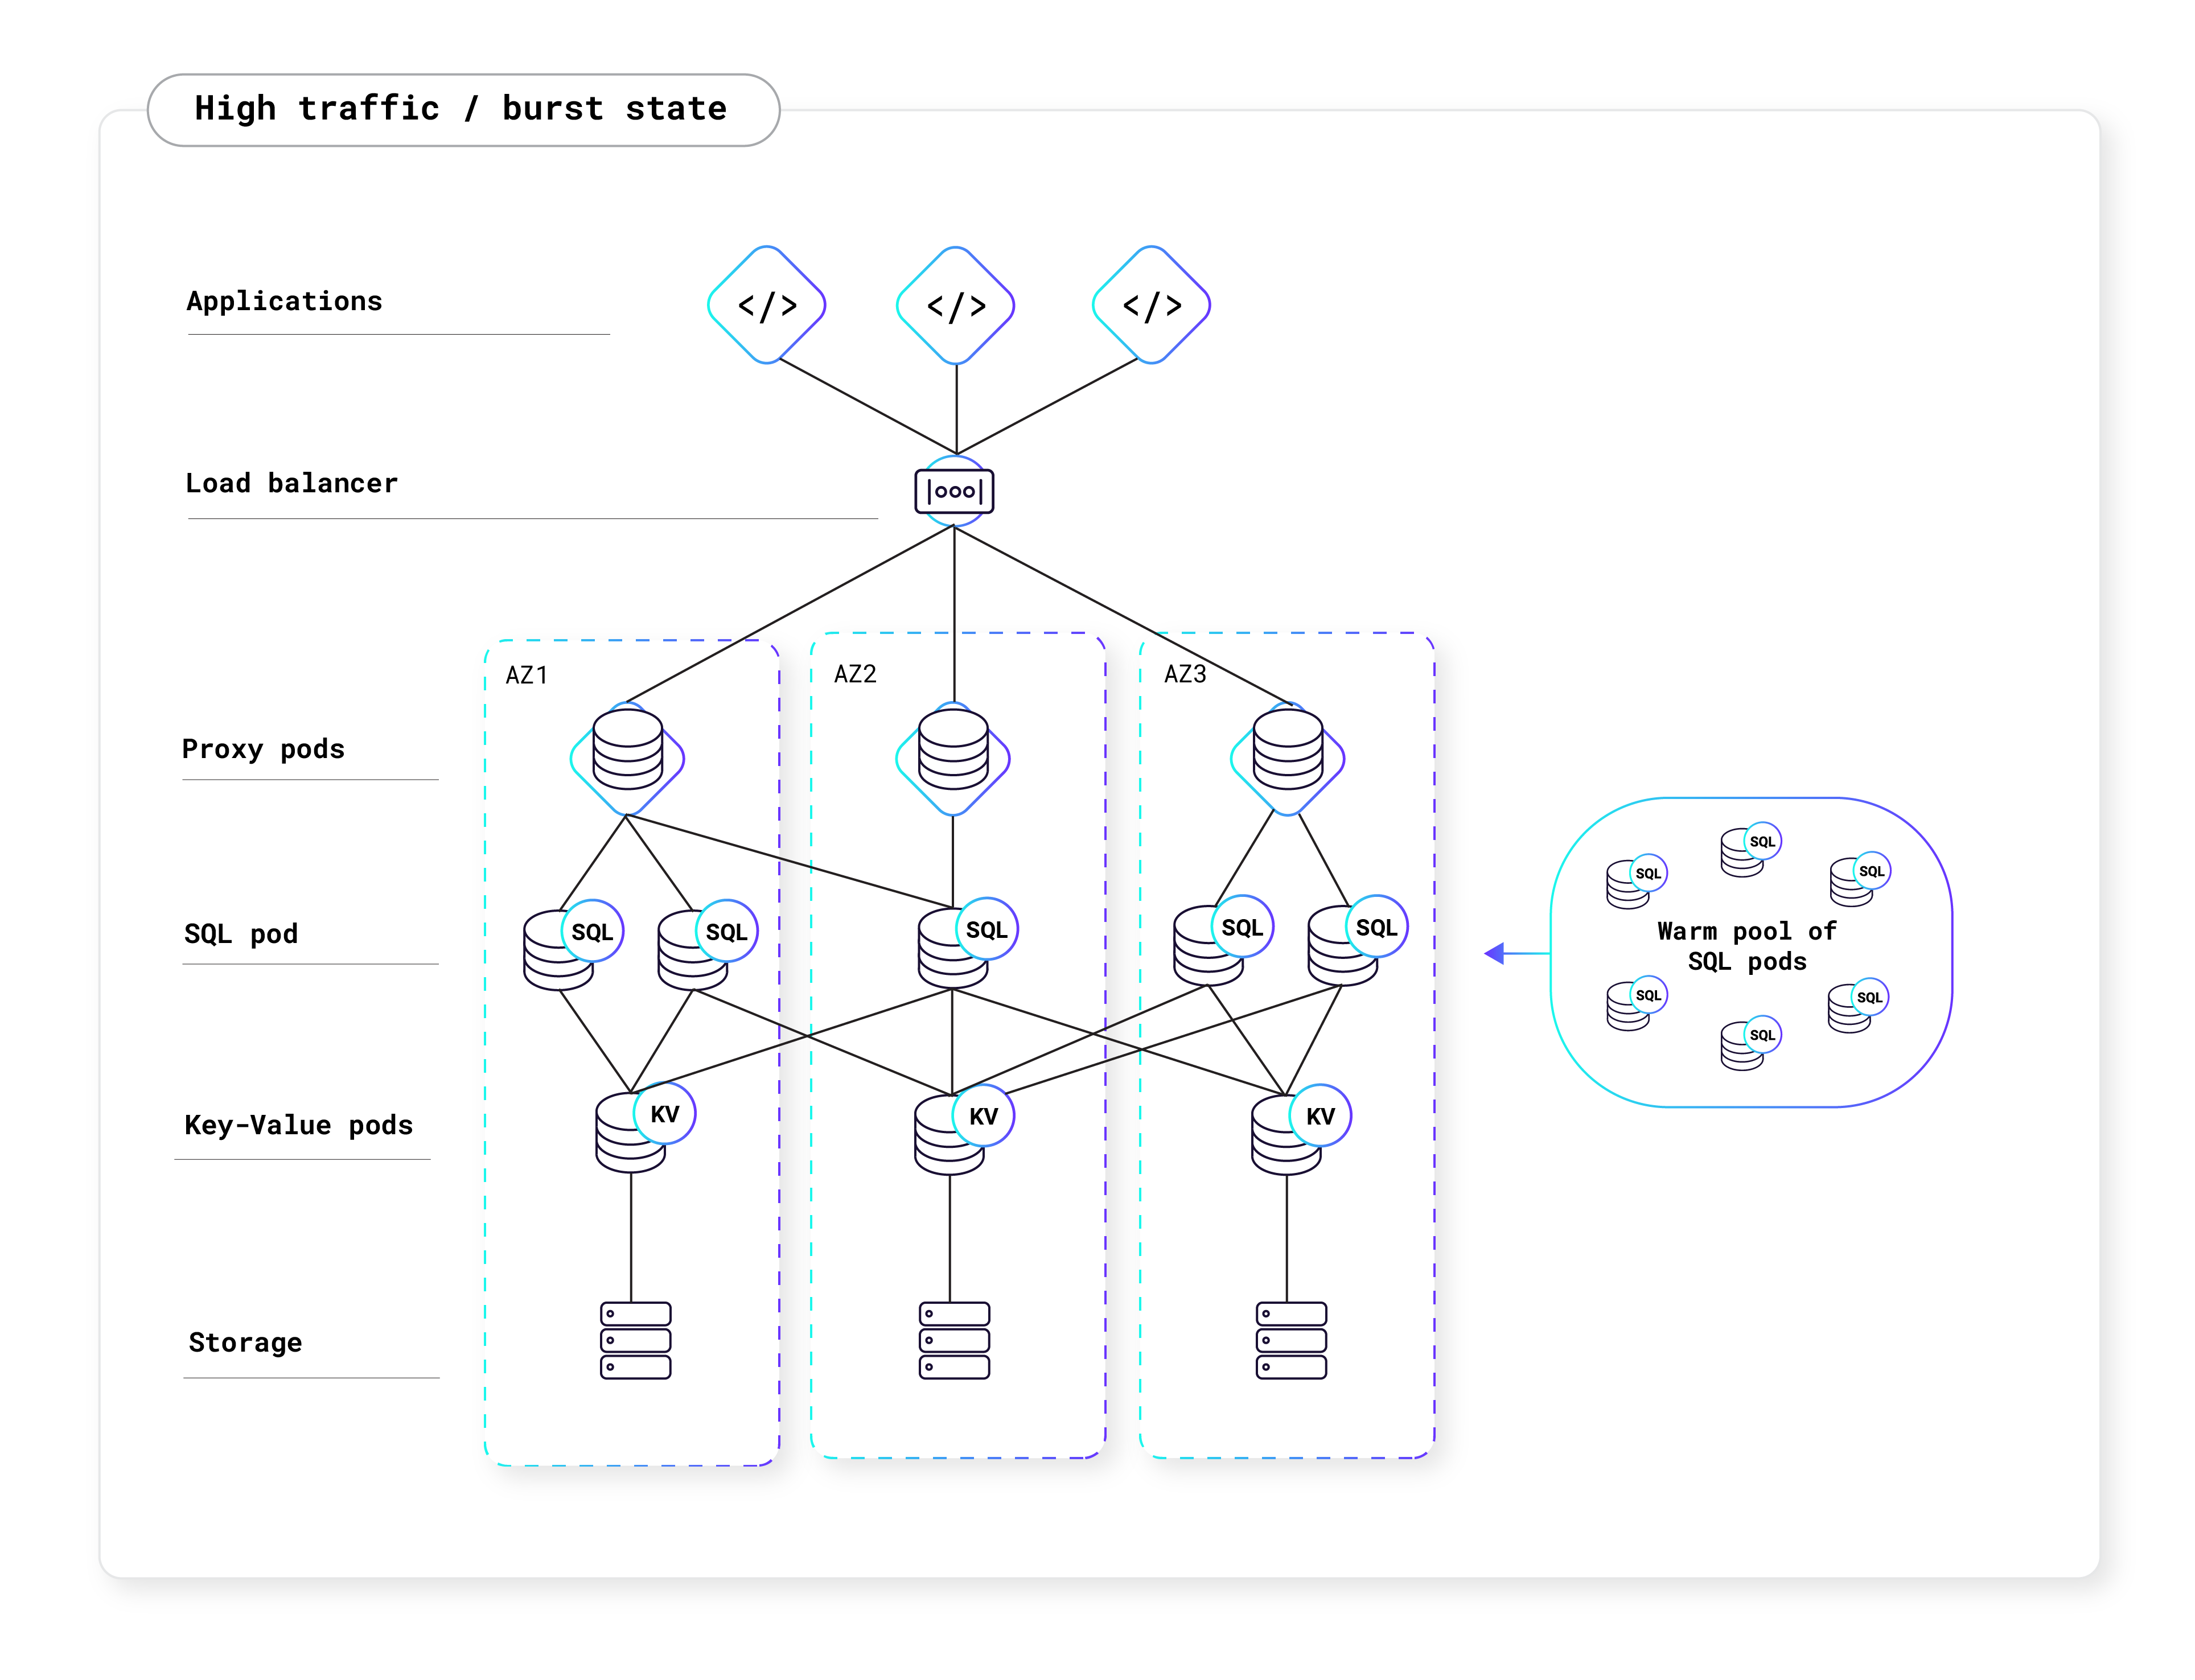 High traffic / burst state
Applications
</> </> </>
Load balancer
AZ1 AZ2 AZ3
Proxy pods
SQL pod
SQL SQL SQL SQL SQL
SQL SQL SQL
Warm pool of
SQL pods
SQL SQL SQL
Key-Value pods
KV KV KV
Storage